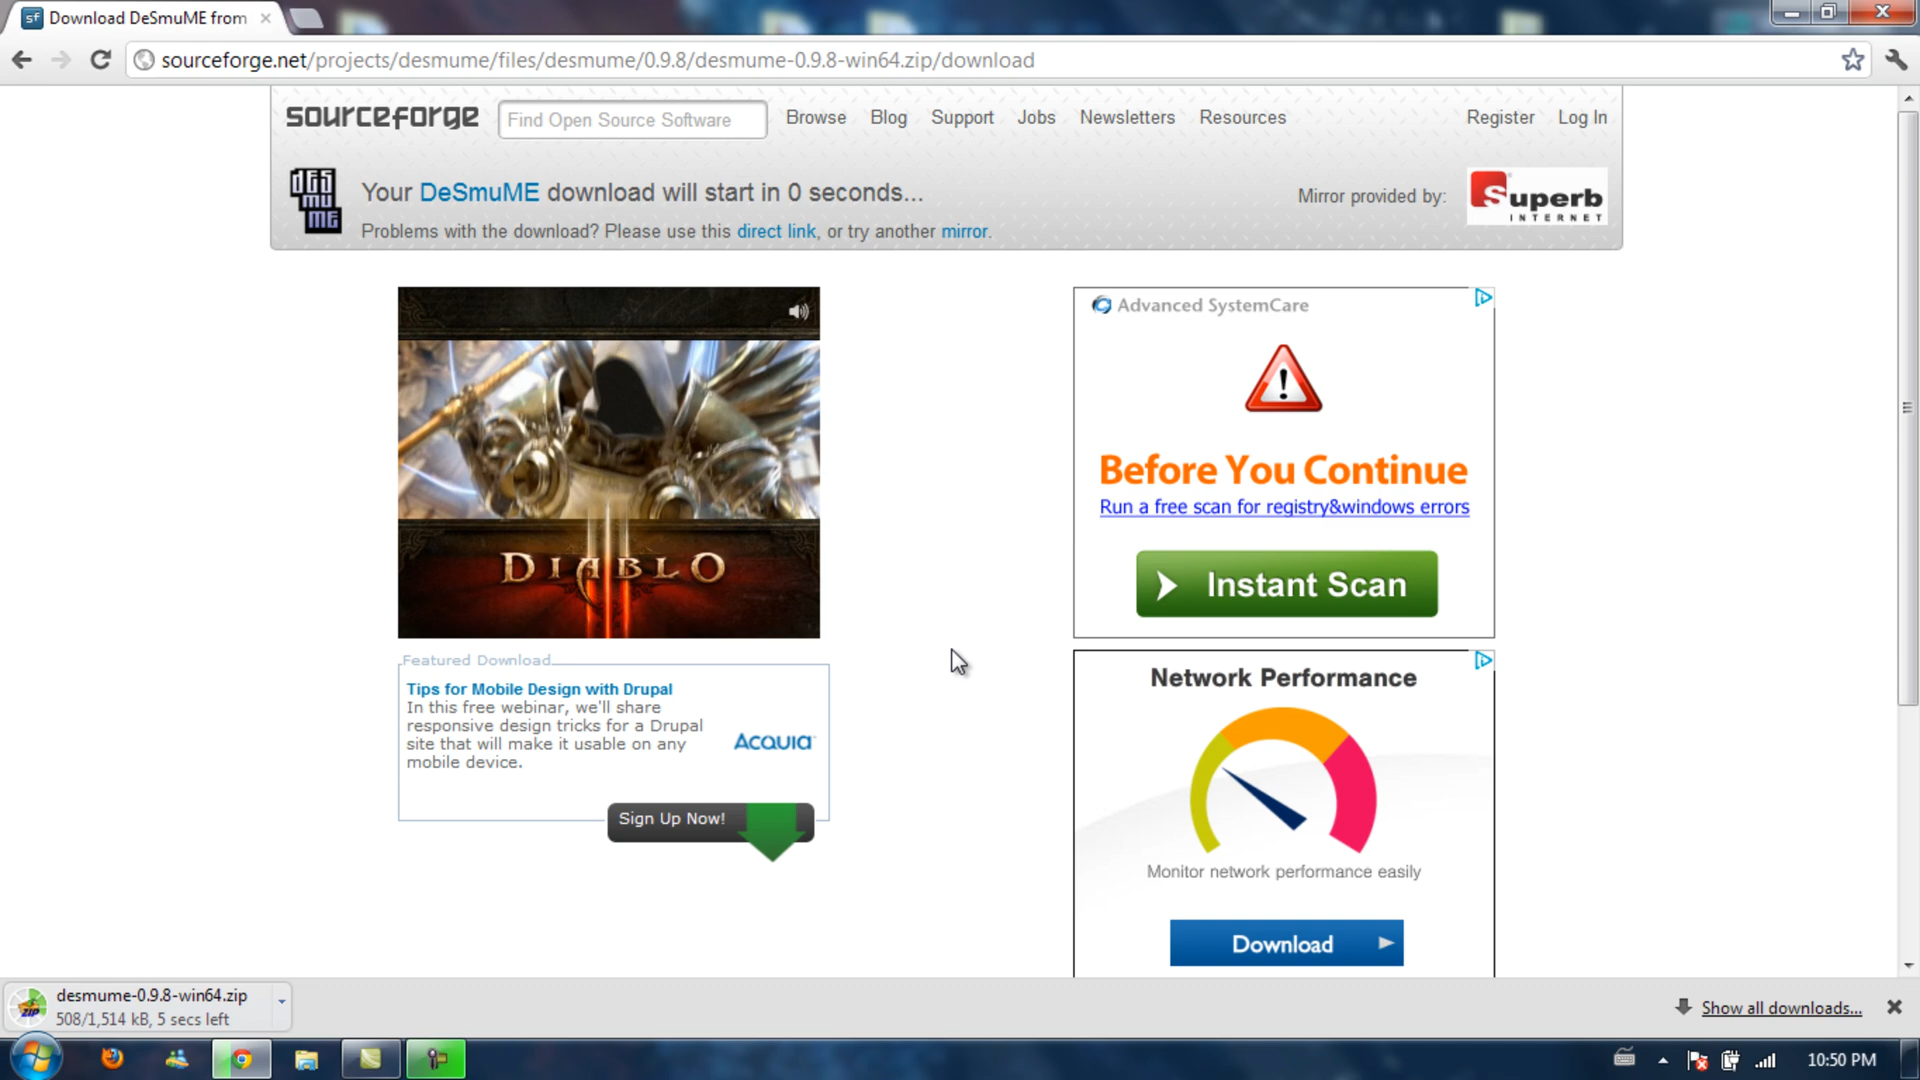 Download DeSmuME from
sourceforge.net/projects/desmume/files/desmume/0.9.8/desmume-0.9.8-win64.zip/download
sourceforge
Find Open Source Software
Browse Blog Support Jobs Newsletters Resources Register Log In
DESMUME
Your DeSmuME download will start in 0 seconds...
Problems with the download? Please use this direct link, or try another mirror.
Mirror provided by:
Superb
INTERNET
DIABLO
Advanced SystemCare
Before You Continue
Run a free scan for registry&windows errors
Instant Scan
Featured Download
Tips for Mobile Design with Drupal
In this free webinar, we'll share
responsive design tricks for a Drupal
site that will make it usable on any
mobile device.
ACQUIA
Sign Up Now!
Network Performance
Monitor network performance easily
Download
desmume-0.9.8-win64.zip
508/1,514 kB, 5 secs left
Show all downloads...
10:50 PM